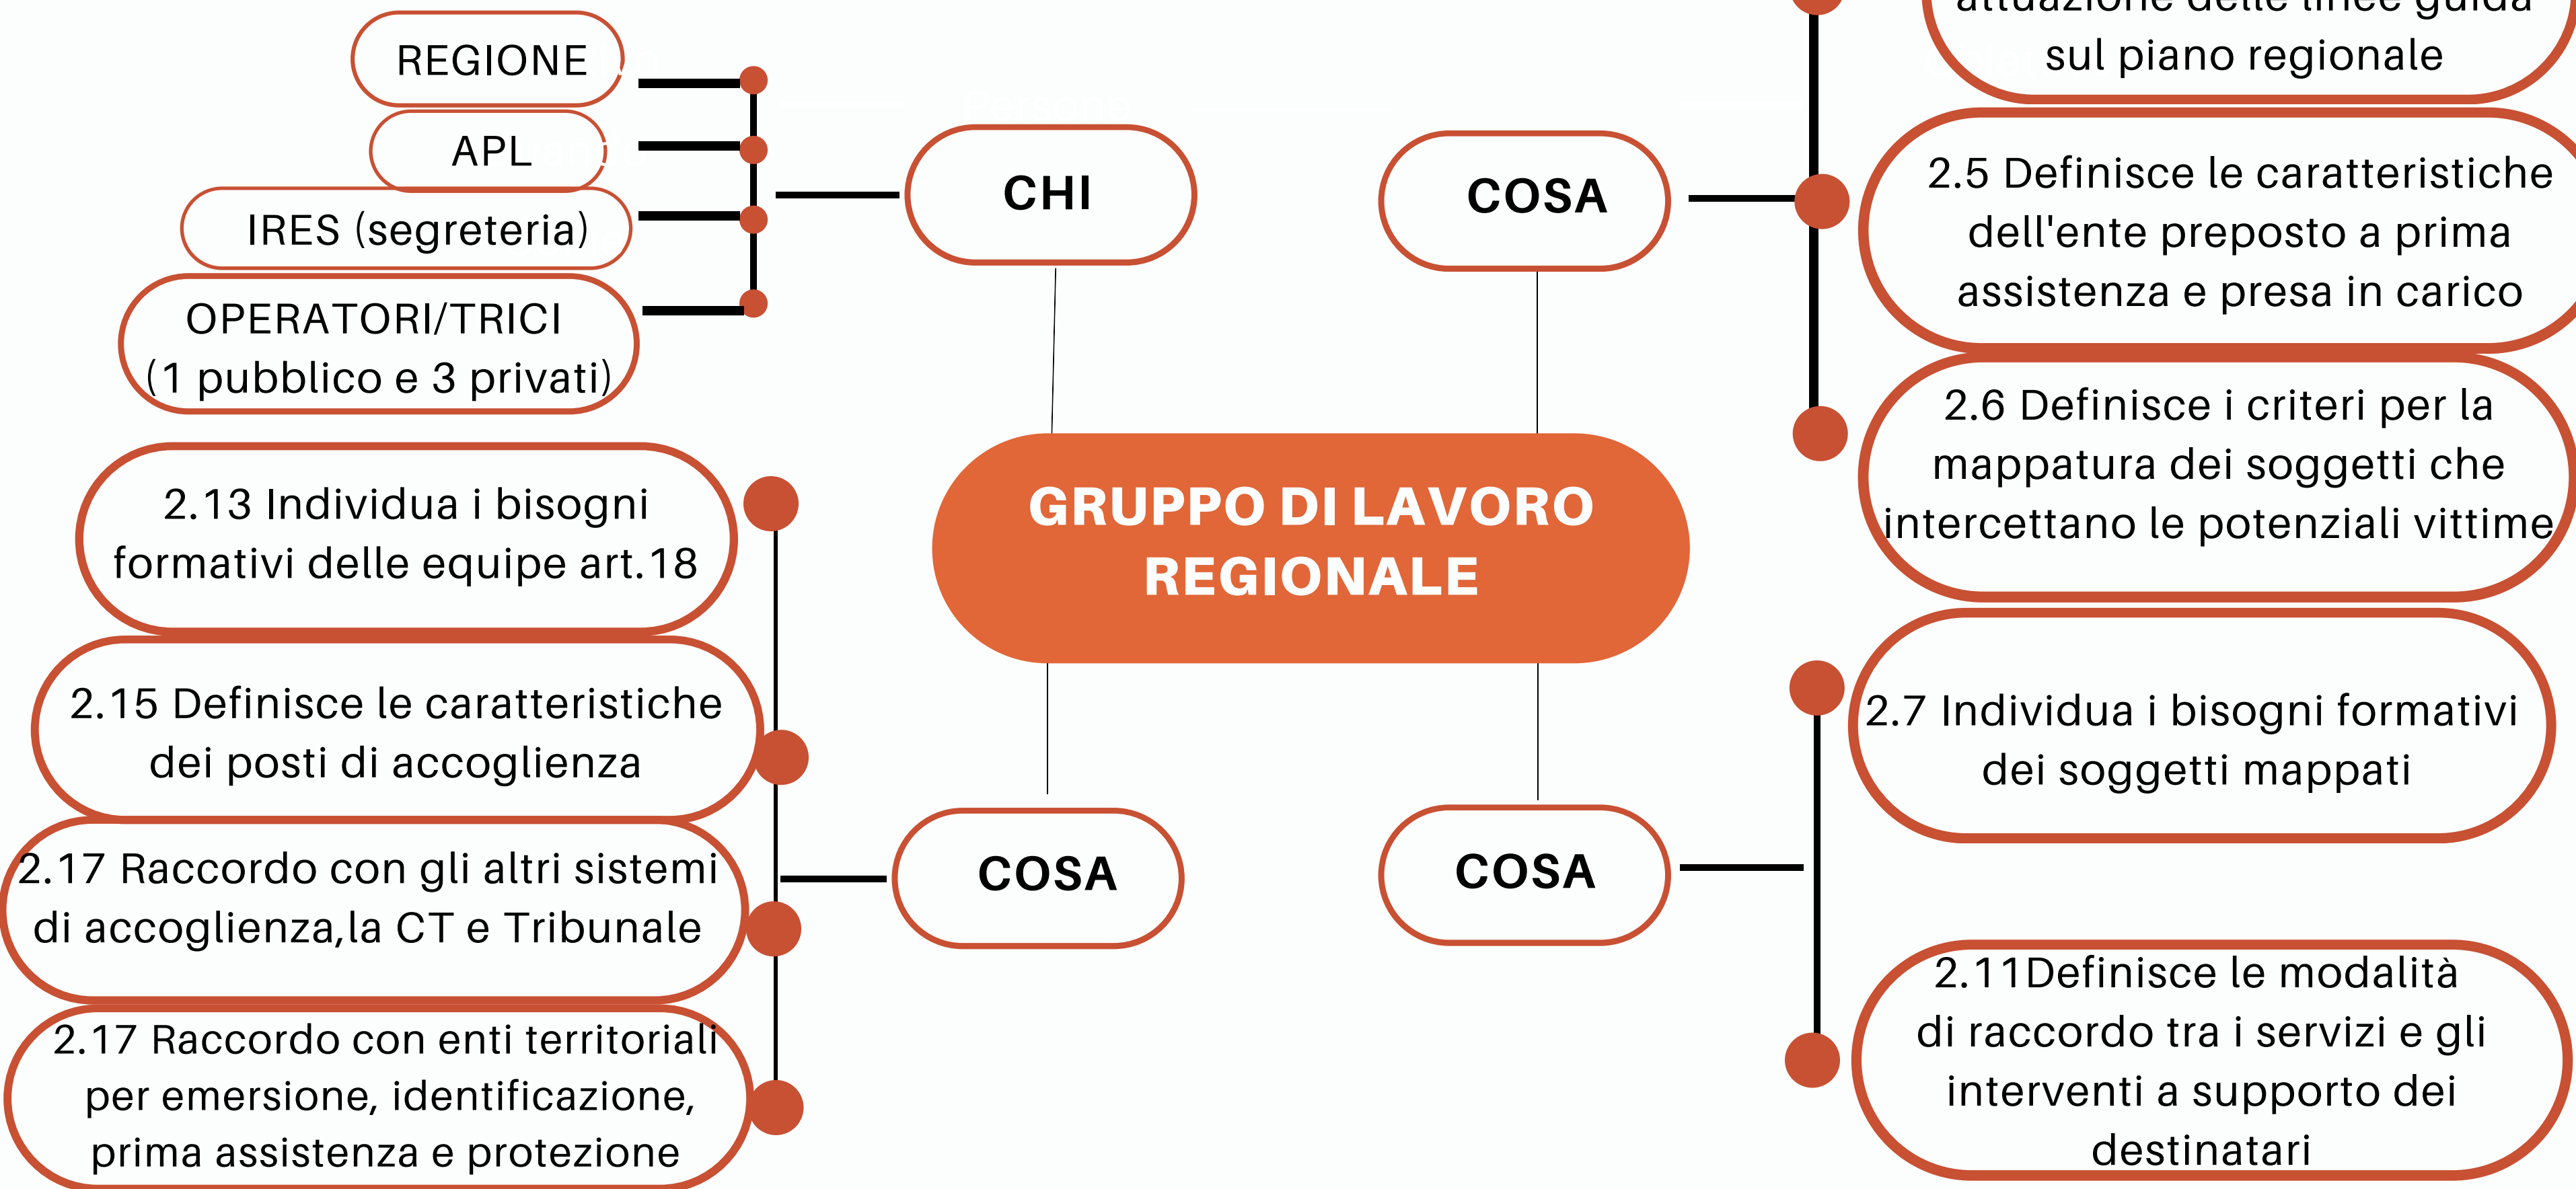 REGIONE
APL
IRES (segreteria)
OPERATORI/TRICI
(1 pubblico e 3 privati)
CHI
COSA
attuazione delle linee guida
sul piano regionale
2.5 Definisce le caratteristiche
dell'ente preposto a prima
assistenza e presa in carico
2.6 Definisce i criteri per la
mappatura dei soggetti che
intercettano le potenziali vittime
GRUPPO DI LAVORO
REGIONALE
2.13 Individua i bisogni
formativi delle equipe art.18
2.15 Definisce le caratteristiche
dei posti di accoglienza
2.17 Raccordo con gli altri sistemi
di accoglienza,la CT e Tribunale
2.17 Raccordo con enti territoriali
per emersione, identificazione,
prima assistenza e protezione
COSA
COSA
2.7 Individua i bisogni formativi
dei soggetti mappati
2.11Definisce le modalità
di raccordo tra i servizi e gli
interventi a supporto dei
destinatari